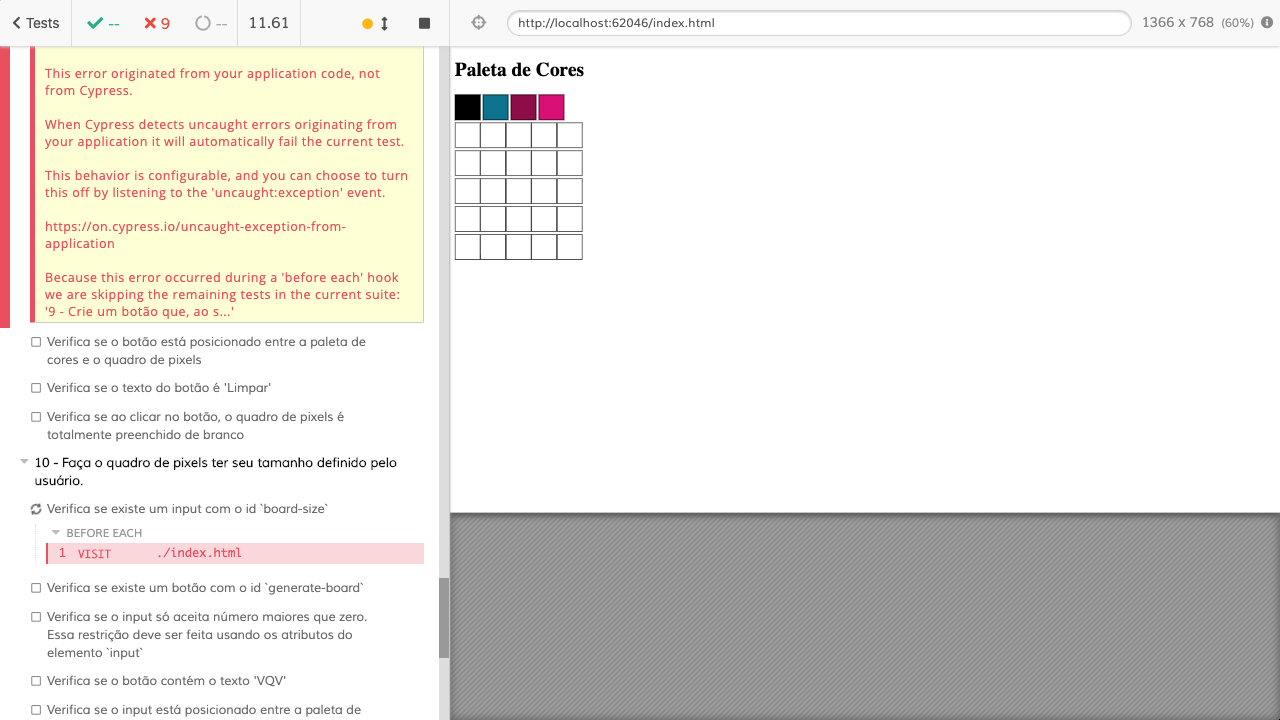 Tests
--
9
--
11.61
http://localhost:62046/index.html
1366 x 768 (60%)
This error originated from your application code, not
from Cypress.
When Cypress detects uncaught errors originating from
your application it will automatically fail the current test.
This behavior is configurable, and you can choose to turn
this off by listening to the 'uncaught:exception' event.
https://on.cypress.io/uncaught-exception-from-
application
Because this error occurred during a 'before each' hook
we are skipping the remaining tests in the current suite:
'9 - Crie um botão que, ao s...'
Verifica se o botão está posicionado entre a paleta de
cores e o quadro de pixels
Verifica se o texto do botão é 'Limpar'
Verifica se ao clicar no botão, o quadro de pixels é
totalmente preenchido de branco
10 - Faça o quadro de pixels ter seu tamanho definido pelo
usuário.
Verifica se existe um input com o id `board-size`
BEFORE EACH
1 VISIT ./index.html
Verifica se existe um botão com o id `generate-board`
Verifica se o input só aceita número maiores que zero.
Essa restrição deve ser feita usando os atributos do
elemento `input`
Verifica se o botão contém o texto 'VQV'
Verifica se o input está posicionado entre a paleta de
Paleta de Cores